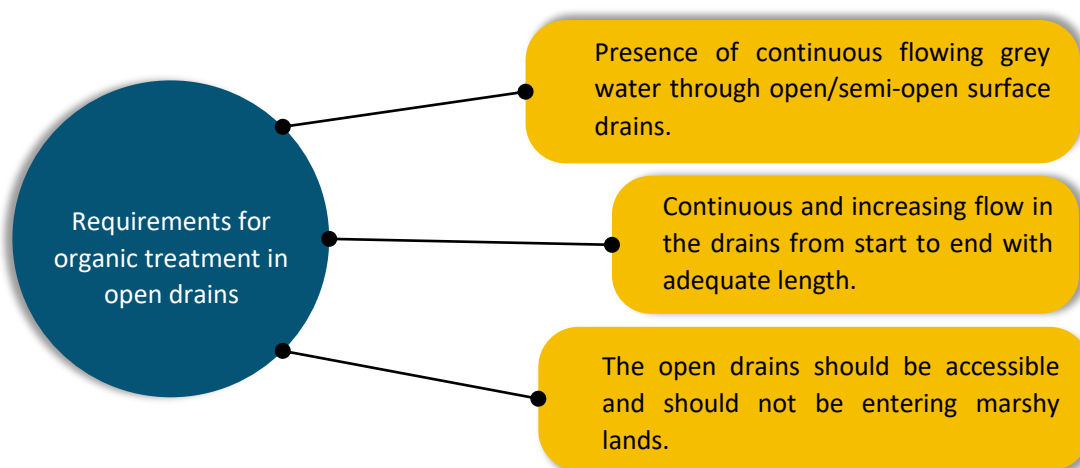 Requirements for
organic treatment in
open drains
Presence of continuous flowing grey
water through open/semi-open surface
drains.
Continuous and increasing flow in
the drains from start to end with
adequate length.
The open drains should be accessible
and should not be entering marshy
lands.